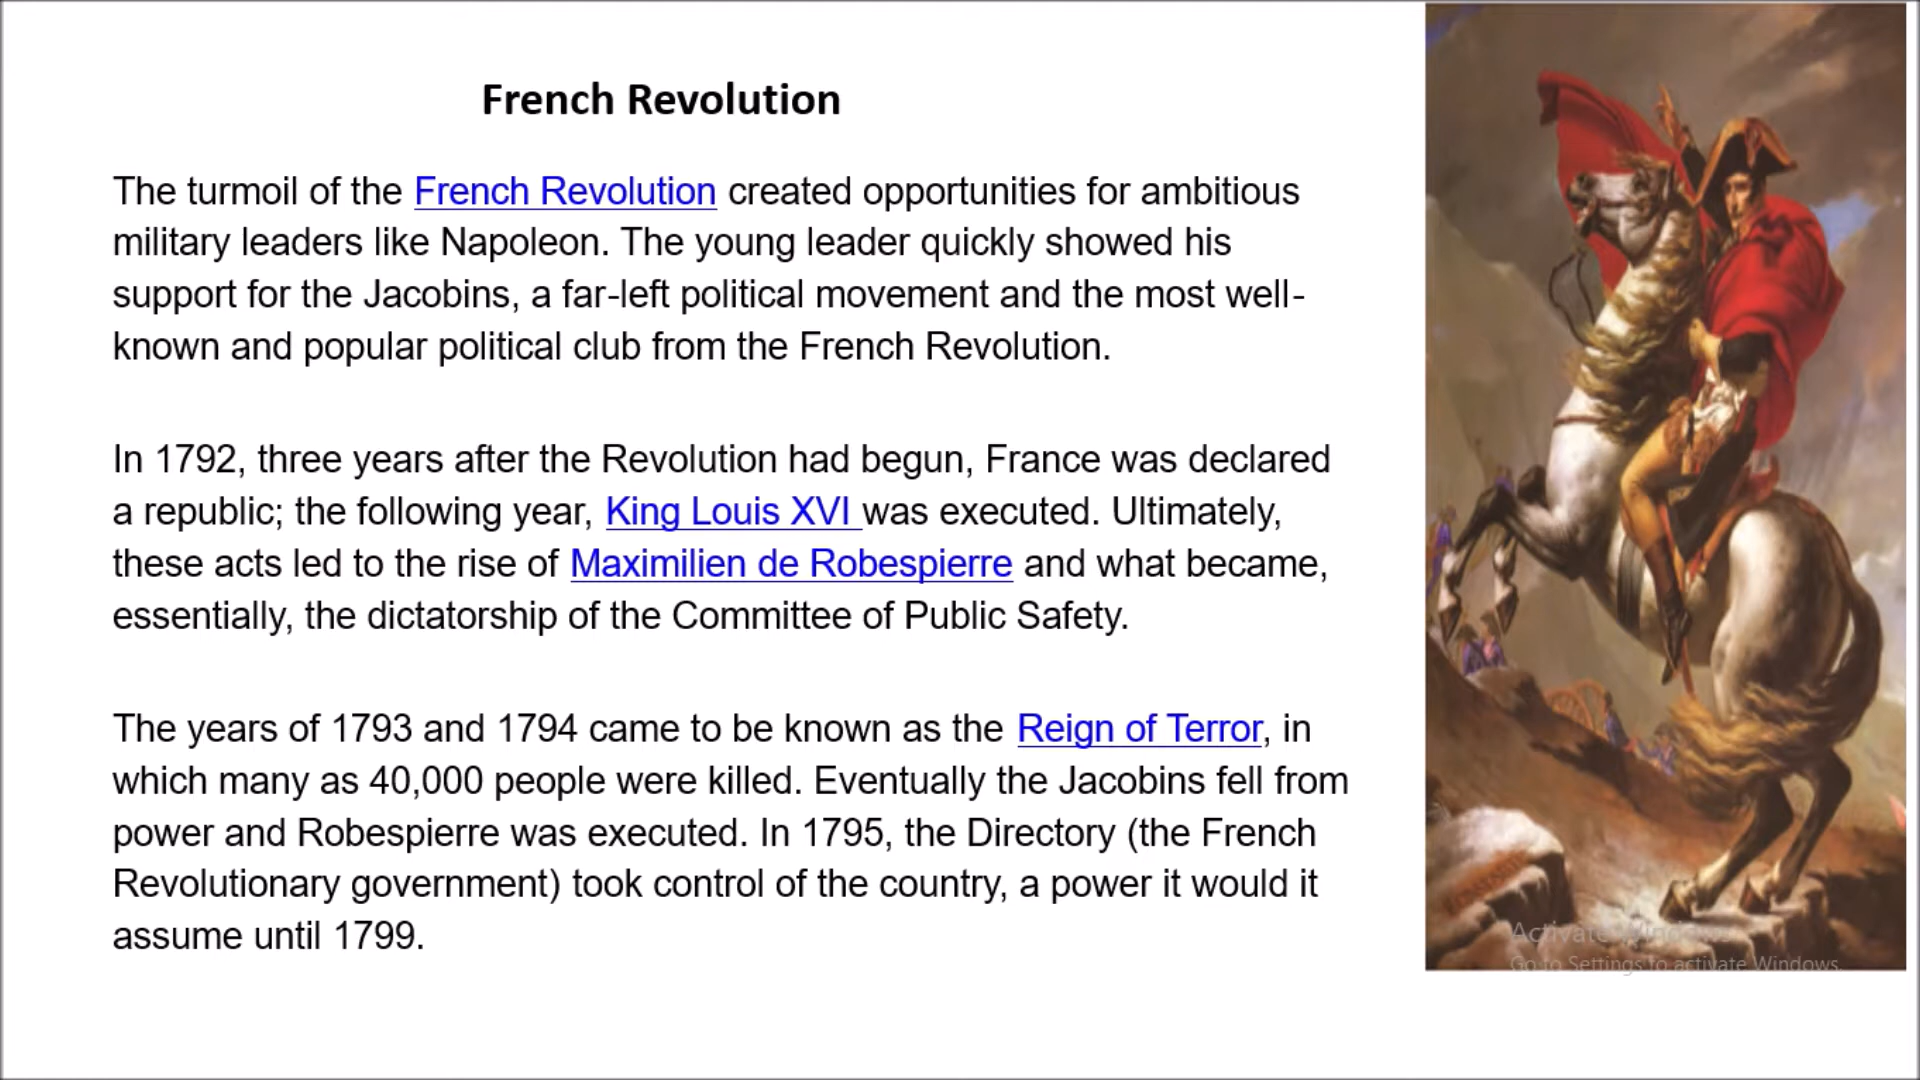 French Revolution
The turmoil of the French Revolution created opportunities for ambitious
military leaders like Napoleon. The young leader quickly showed his
support for the Jacobins, a far-left political movement and the most well-
known and popular political club from the French Revolution.
In 1792, three years after the Revolution had begun, France was declared
a republic; the following year, King Louis XVI was executed. Ultimately,
these acts led to the rise of Maximilien de Robespierre and what became,
essentially, the dictatorship of the Committee of Public Safety.
The years of 1793 and 1794 came to be known as the Reign of Terror, in
which many as 40,000 people were killed. Eventually the Jacobins fell from
power and Robespierre was executed. In 1795, the Directory (the French
Revolutionary government) took control of the country, a power it would it
assume until 1799.
Activate Windows
Go to Settings to activate Windows.